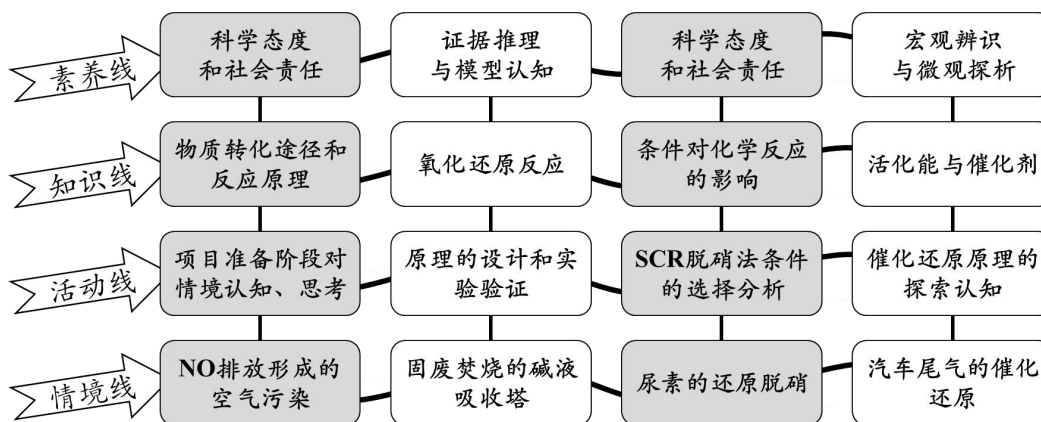 素养线
科学态度
和社会责任
证据推理
与模型认知
科学态度
和社会责任
宏观辨识
与微观探析
知识线
物质转化途径和
反应原理
氧化还原反应
条件对化学反应
的影响
活化能与催化剂
活动线
项目准备阶段对
情境认知、思考
原理的设计和实
验验证
SCR脱硝法条件
的选择分析
催化还原原理的
探索认知
情境线
NO排放形成的
空气污染
固废焚烧的碱液
吸收塔
尿素的还原脱硝
汽车尾气的催化
还原